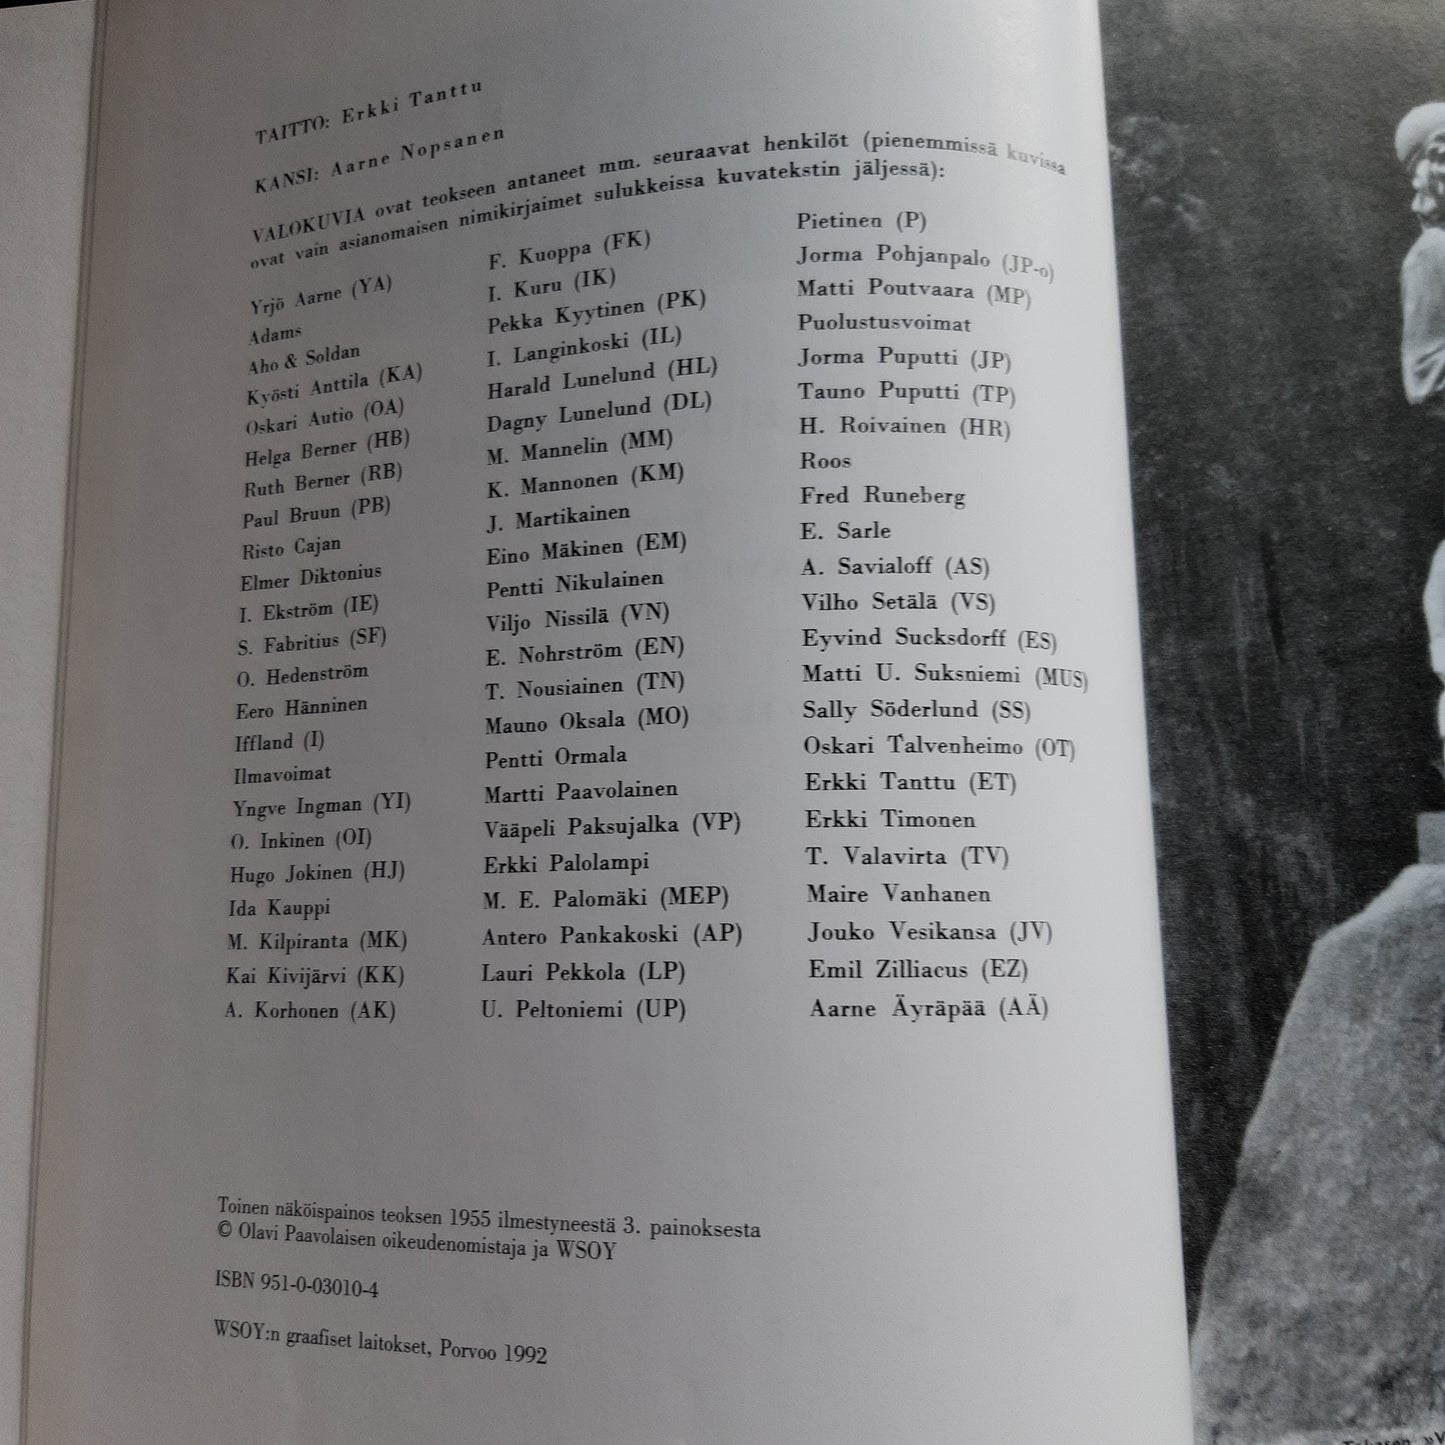 TAITTO: Erkki Tanttu
KANSI: Aarne Nopsanen
VALOKUVIA ovat teokseen antaneet mm. seuraavat henkilöt (pienemmissä kuvissa
ovat vain asianomaisen nimikirjaimet sulukkeissa kuvatekstin jäljessä):
Yrjö Aarne (YA)
Adams
Aho & Soldan
Kyösti Anttila (KA)
Oskari Autio (OA)
Helga Berner (HB)
Ruth Berner (RB)
Paul Bruun (PB)
Risto Cajan
Elmer Diktonius
I. Ekström (IE)
S. Fabritius (SF)
O. Hedenström
Eero Hänninen
Iffland (I)
Ilmavoimat
Yngve Ingman (YI)
O. Inkinen (OI)
Hugo Jokinen (HJ)
Ida Kauppi
M. Kilpiranta (MK)
Kai Kivijärvi (KK)
A. Korhonen (AK)
F. Kuoppa (FK)
I. Kuru (IK)
Pekka Kyytinen (PK)
I. Langinkoski (IL)
Harald Lunelund (HL)
Dagny Lunelund (DL)
M. Mannelin (MM)
K. Mannonen (KM)
J. Martikainen
Eino Mäkinen (EM)
Pentti Nikulainen
Viljo Nissilä (VN)
E. Nohrström (EN)
T. Nousiainen (TN)
Mauno Oksala (MO)
Pentti Ormala
Martti Paavolainen
Vääpeli Paksujalka (VP)
Erkki Palolampi
M. E. Palomäki (MEP)
Antero Pankakoski (AP)
Lauri Pekkola (LP)
U. Peltoniemi (UP)
Pietinen (P)
Jorma Pohjanpalo (JP-o)
Matti Poutvaara (MP)
Puolustusvoimat
Jorma Puputti (JP)
Tauno Puputti (TP)
H. Roivainen (HR)
Roos
Fred Runeberg
E. Sarle
A. Savialoff (AS)
Vilho Setälä (VS)
Eyvind Sucksdorff (ES)
Matti U. Suksniemi (MUS)
Sally Söderlund (SS)
Oskari Talvenheimo (OT)
Erkki Tanttu (ET)
Erkki Timonen
T. Valavirta (TV)
Maire Vanhanen
Jouko Vesikansa (JV)
Emil Zilliacus (EZ)
Aarne Äyräpää (AÄ)
Toinen näköispainos teoksen 1955 ilmestyneestä 3. painoksesta
© Olavi Paavolaisen oikeudenomistaja ja WSOY
ISBN 951-0-03010-4
WSOY:n graafiset laitokset, Porvoo 1992